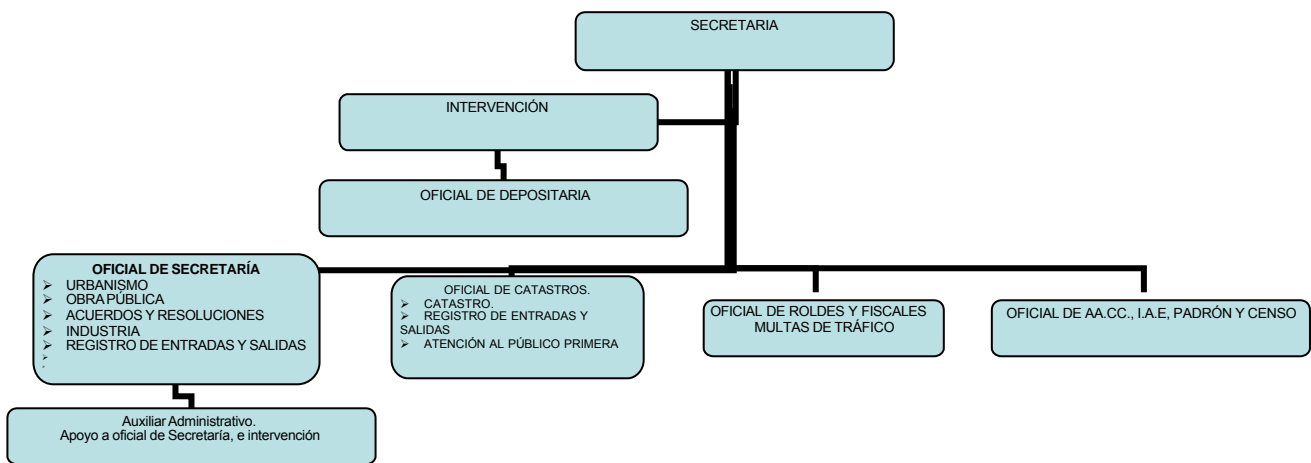 SECRETARIA
INTERVENCIÓN
OFICIAL DE DEPOSITARIA
OFICIAL DE SECRETARÍA
➢ URBANISMO
➢ OBRA PÚBLICA
➢ ACUERDOS Y RESOLUCIONES
➢ INDUSTRIA
➢ REGISTRO DE ENTRADAS Y SALIDAS
OFICIAL DE CATASTROS.
➢ CATASTRO.
➢ REGISTRO DE ENTRADAS Y
SALIDAS
➢ ATENCIÓN AL PÚBLICO PRIMERA
OFICIAL DE ROLDES Y FISCALES
MULTAS DE TRÁFICO
OFICIAL DE AA.CC., I.A.E, PADRÓN Y CENSO
Auxiliar Administrativo.
Apoyo a oficial de Secretaría, e intervención